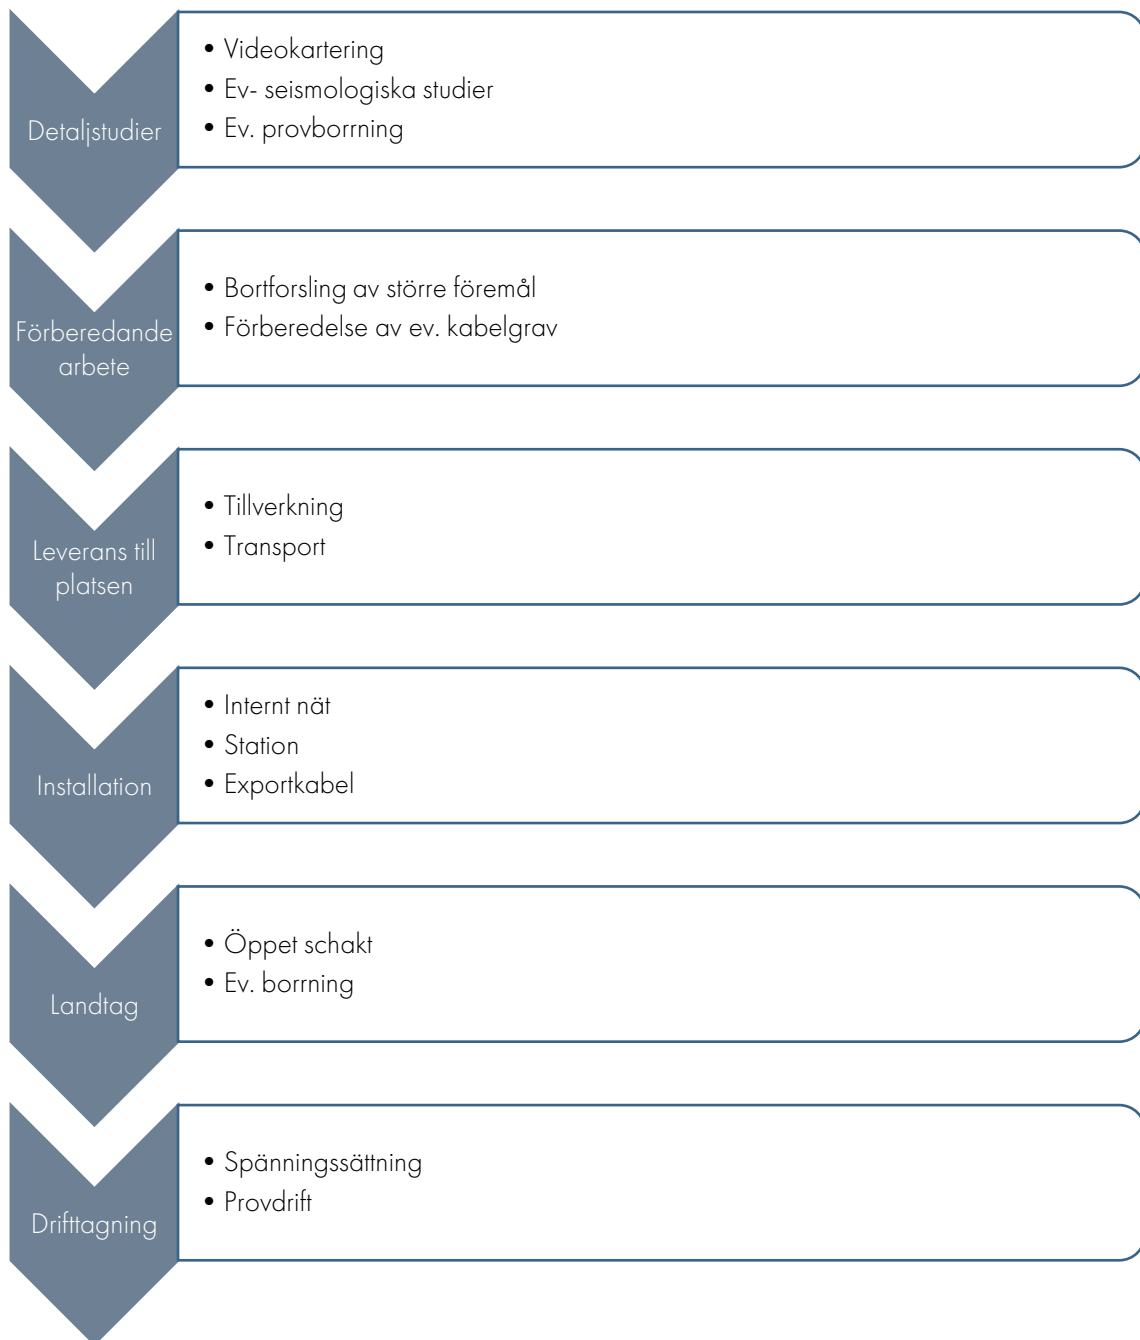 Detaljstudier
• Videokartering
• Ev- seismologiska studier
• Ev. provborrning
Förberedande
arbete
• Bortforsling av större föremål
• Förberedelse av ev. kabelgrav
Leverans till
platsen
• Tillverkning
• Transport
Installation
• Internt nät
• Station
• Exportkabel
Landtag
• Öppet schakt
• Ev. borrning
Drifttagning
• Spänningssättning
• Provdrift